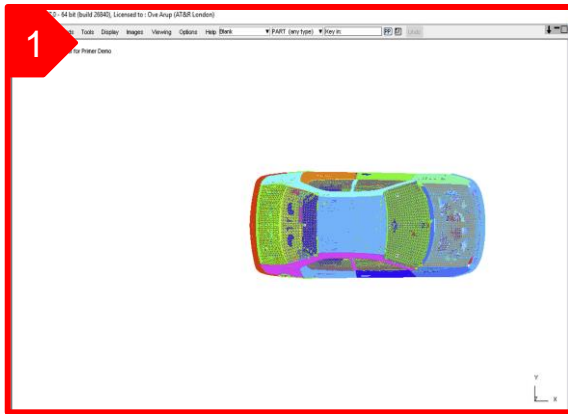 1
- 64 bit (build 26840), Licensed to : Ove Arup (AT&R London)
Tools Display Images Viewing Options Help Blank ▼ PART (any type) ▼ Key in: Undo
for Primer Demo
Y
Z X